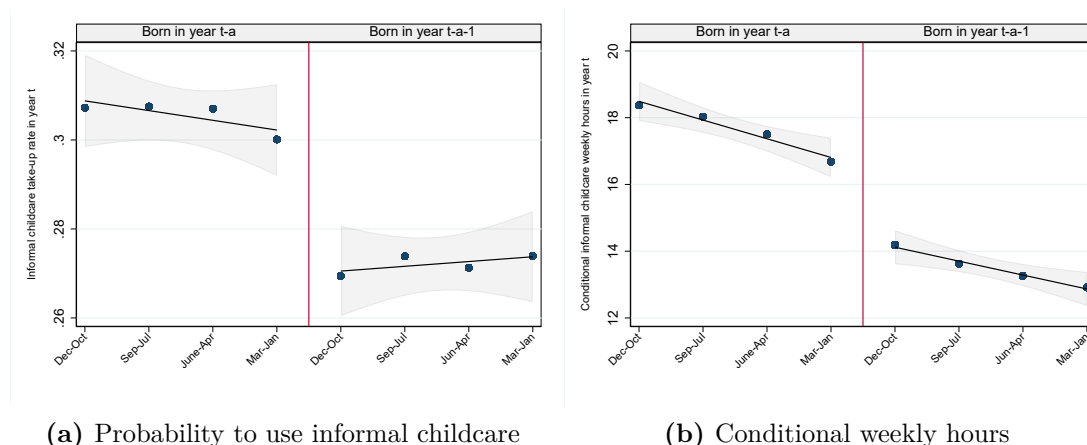 Born in year t-a
Born in year t-a-1
Informal childcare take-up rate in year t
.32
.3
.28
.26
Dec-Oct
Sep-Jul
June-Apr
Mar-Jan
Dec-Oct
Sep-Jul
Jun-Apr
Mar-Jan
(a) Probability to use informal childcare
Born in year t-a
Born in year t-a-1
Conditional informal childcare weekly hours in year t
20
18
16
14
12
Dec-Oct
Sep-Jul
June-Apr
Mar-Jan
Dec-Oct
Sep-Jul
Jun-Apr
Mar-Jan
(b) Conditional weekly hours